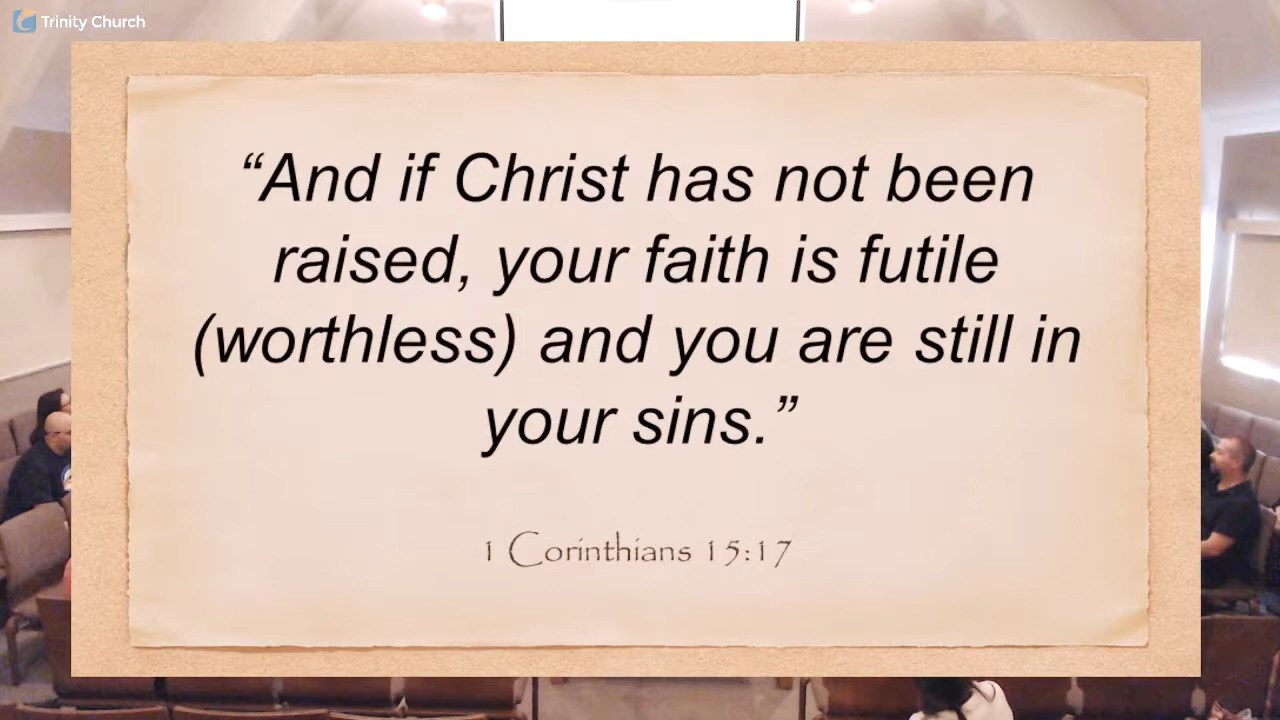 Trinity Church
“And if Christ has not been
raised, your faith is futile
(worthless) and you are still in
your sins.”
1 Corinthians 15:17